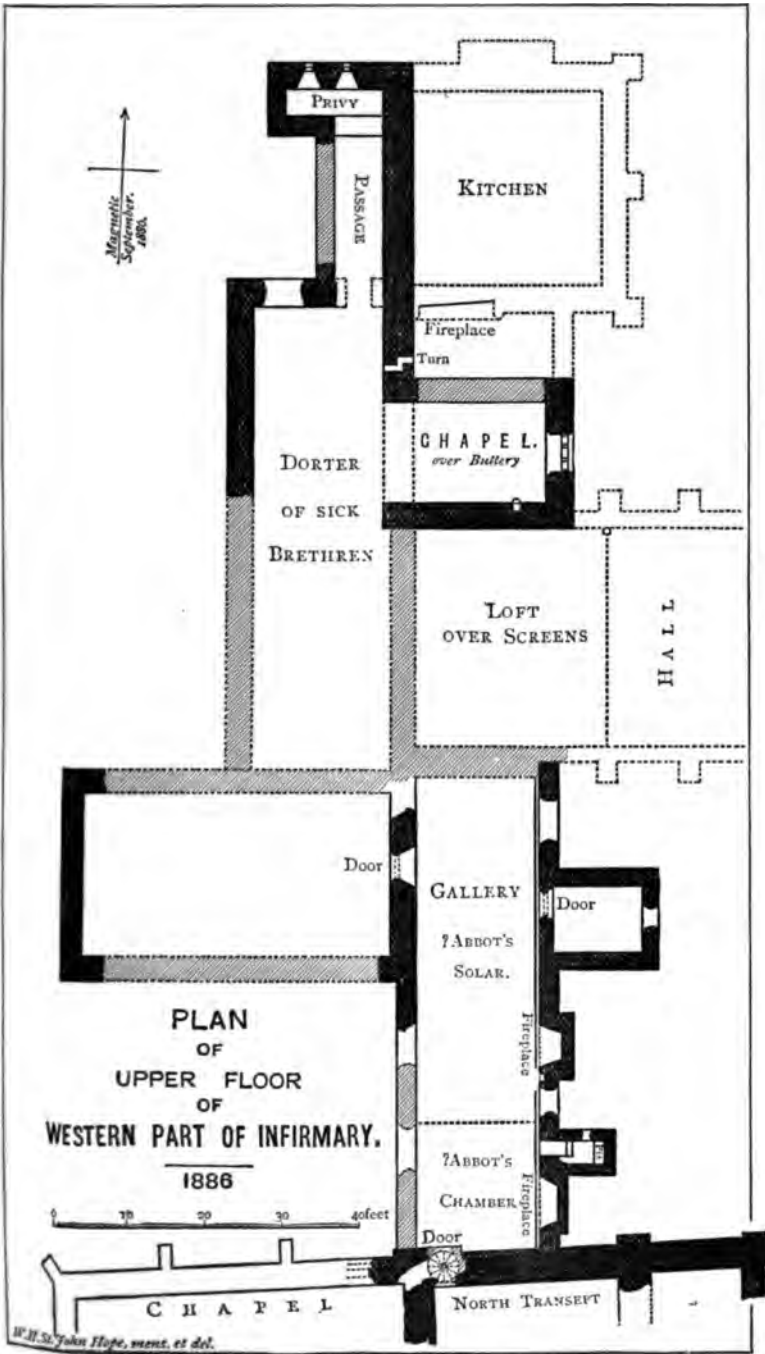 PRIVY
PASSAGE
KITCHEN
Magnetic
September.
1880.
Fireplace
Turn
CHAPEL.
over Buttery
DORTER
OF SICK
BRETHREN
LOFT
OVER SCREENS
HALL
Door
GALLERY
?ABBOT'S
SOLAR.
Door
Fireplace
PLAN
OF
UPPER FLOOR
OF
WESTERN PART OF INFIRMARY.
1886
0 10 20 30 40 feet
?ABBOT'S
CHAMBER
Fireplace
Door
CHAPEL
NORTH TRANSEPT
W.H.St.John Hope, mens. et del.